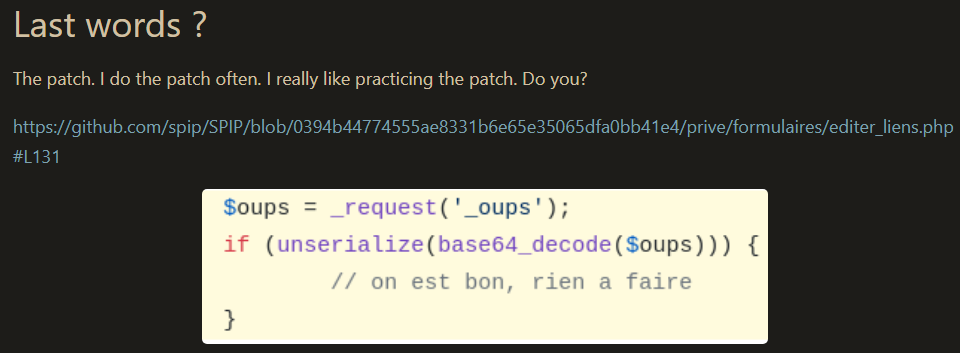 Last words ?
The patch. I do the patch often. I really like practicing the patch. Do you?
https://github.com/spip/SPIP/blob/0394b44774555ae8331b6e65e35065dfa0bb41e4/prive/formulaires/editer_liens.php
#L131
$oups = _request('_oups');
if (unserialize(base64_decode($oups))) {
// on est bon, rien a faire
}